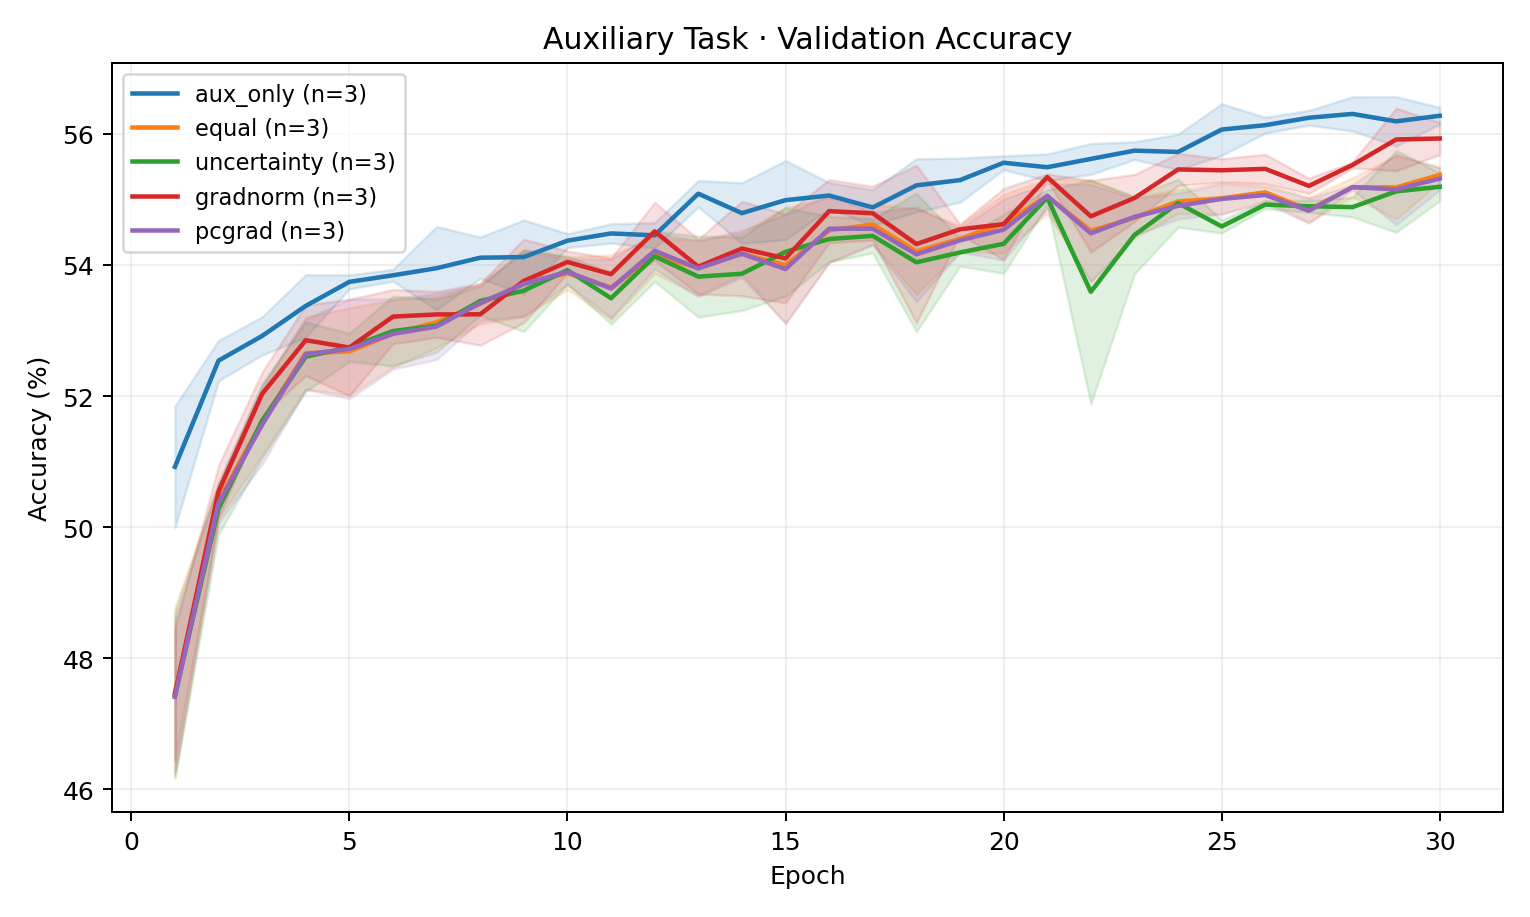 Auxiliary Task · Validation Accuracy
aux_only (n=3)
equal (n=3)
uncertainty (n=3)
gradnorm (n=3)
pcgrad (n=3)
Accuracy (%)
56
54
52
50
48
46
0 5 10 15 20 25 30
Epoch